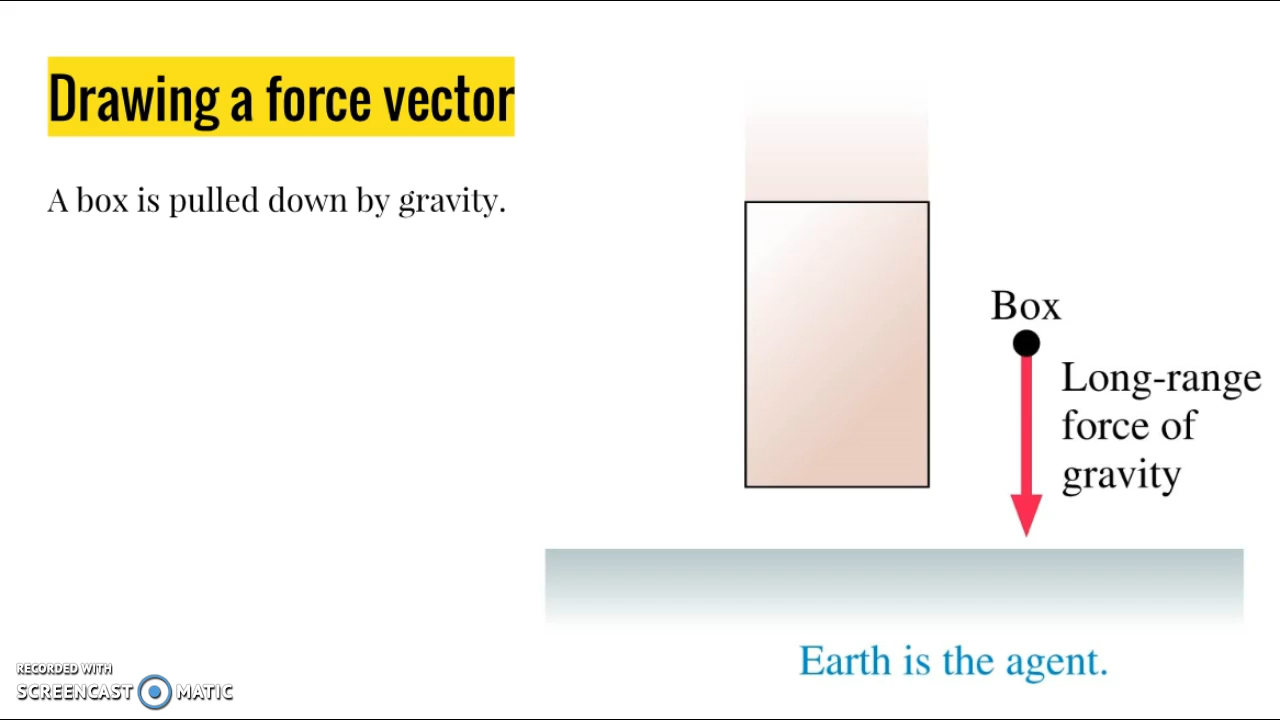 Drawing a force vector
A box is pulled down by gravity.
Box
Long-range
force of
gravity
Earth is the agent.
RECORDED WITH
SCREENCAST MATIC